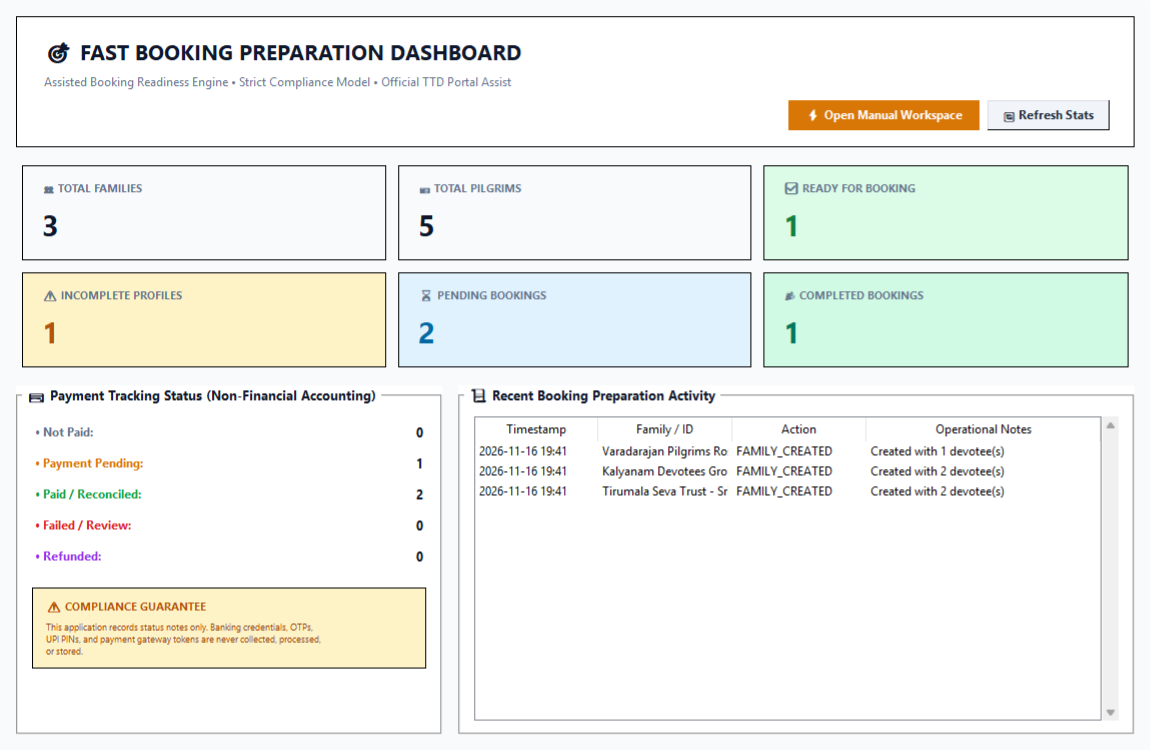 FAST BOOKING PREPARATION DASHBOARD
Assisted Booking Readiness Engine • Strict Compliance Model • Official TTD Portal Assist
Open Manual Workspace
Refresh Stats
TOTAL FAMILIES
3
TOTAL PILGRIMS
5
READY FOR BOOKING
1
INCOMPLETE PROFILES
1
PENDING BOOKINGS
2
COMPLETED BOOKINGS
1
Payment Tracking Status (Non-Financial Accounting)
• Not Paid: 0
• Payment Pending: 1
• Paid / Reconciled: 2
• Failed / Review: 0
• Refunded: 0
COMPLIANCE GUARANTEE
This application records status notes only. Banking credentials, OTPs,
UPI PINs, and payment gateway tokens are never collected, processed,
or stored.
Recent Booking Preparation Activity
Timestamp Family / ID Action Operational Notes
2026-11-16 19:41 Varadarajan Pilgrims Ro FAMILY_CREATED Created with 1 devotee(s)
2026-11-16 19:41 Kalyanam Devotees Gro FAMILY_CREATED Created with 2 devotee(s)
2026-11-16 19:41 Tirumala Seva Trust - Sr FAMILY_CREATED Created with 2 devotee(s)